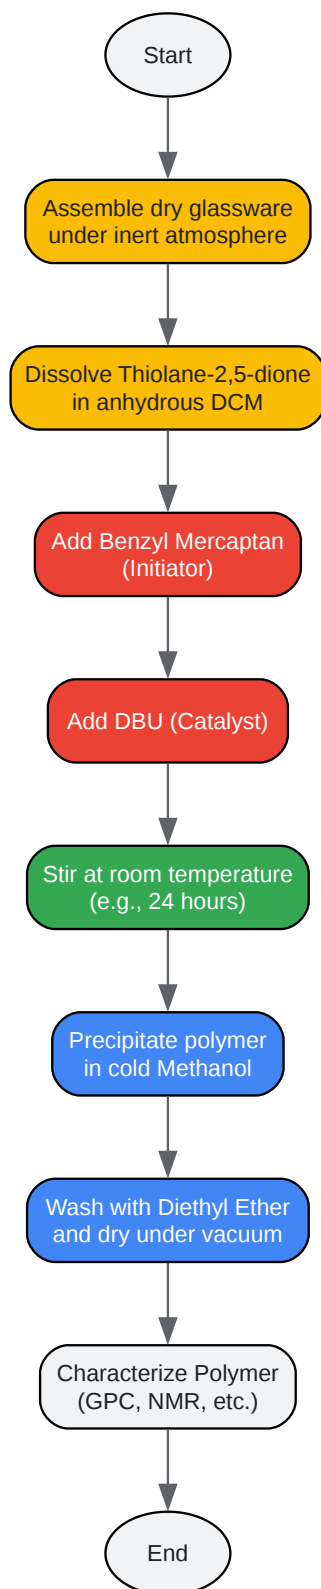 Start
Assemble dry glassware
under inert atmosphere
Dissolve Thiolane-2,5-dione
in anhydrous DCM
Add Benzyl Mercaptan
(Initiator)
Add DBU (Catalyst)
Stir at room temperature
(e.g., 24 hours)
Precipitate polymer
in cold Methanol
Wash with Diethyl Ether
and dry under vacuum
Characterize Polymer
(GPC, NMR, etc.)
End